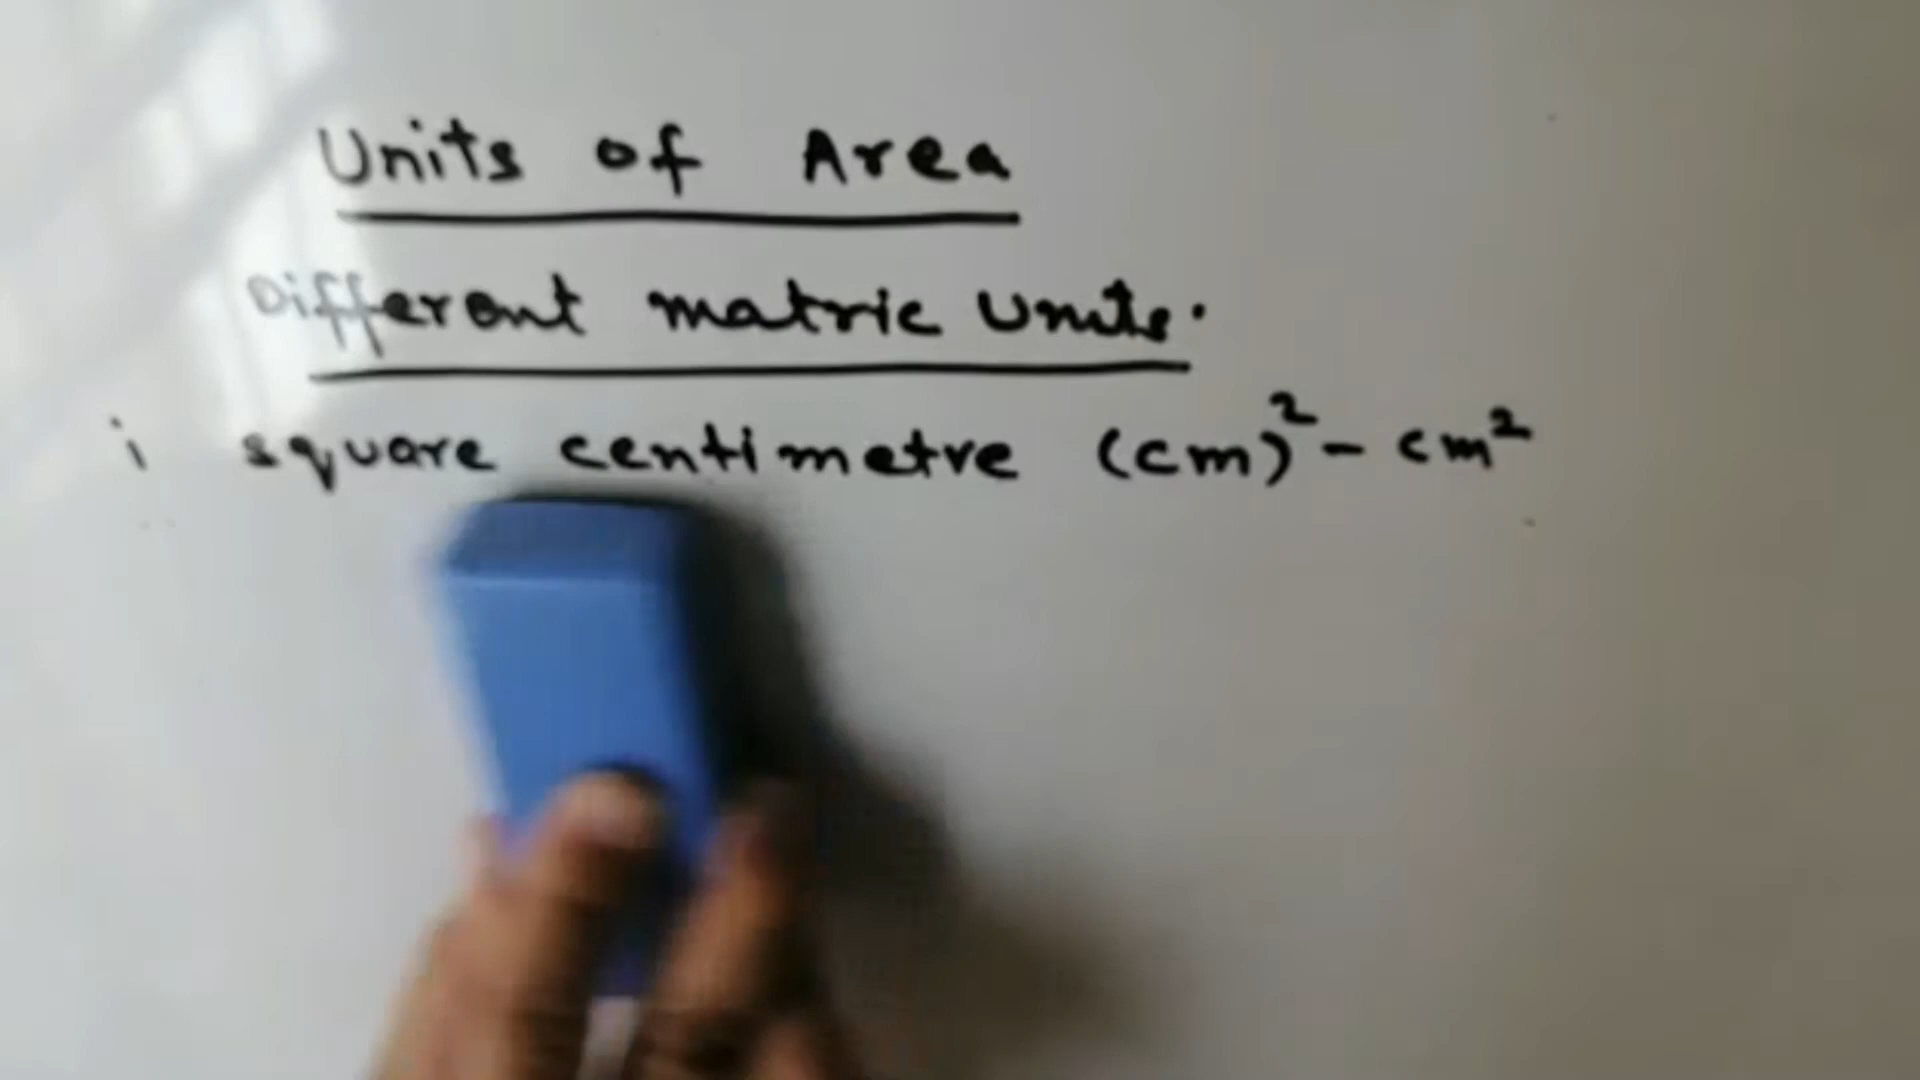 Units of Area
Different matric Units.
i square centimetre (cm)² - cm²